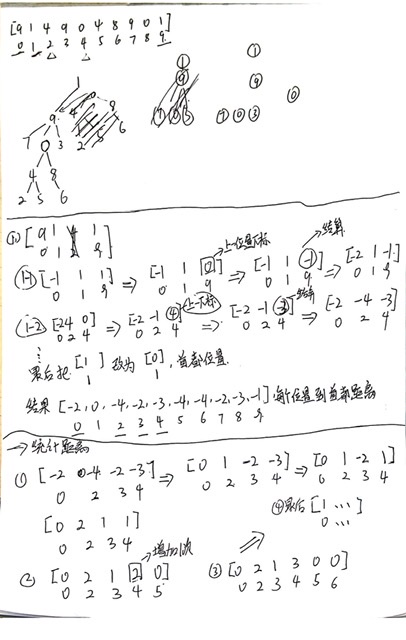 [9 1 4 9 0 4 8 9 0 1]
0 1 2 3 4 5 6 7 8 9
1
9 4 8
7 0 3 2 5 6
4 8
2 5 6
① ①
⑨ ⑨ ⓪
⑦ ⓪ ③ ⑦ ⓪ ③
① [9 1 4 1]
0 1 2 9
上一位置下标
结算
1-1 [-1 1 1] ⇒ [-1 1 0] ⇒ [-1 1 -1] ⇒ [-2 1 -1]
0 1 9 0 1 9 0 1 9 0 1 9
上一下标
结算
1-2 [-2 4 0] ⇒ [-2 -1 4] ⇒ [-2 -1 -3] ⇒ [-2 -4 -3]
0 2 4 0 2 4 0 2 4 0 2 4
最后把 [1] 改为 [0], 首都位置.
1 1
结果 [-2, 0, -4, -2, -3, -4, -4, -2, -3, -1] 每个位置到首都距离
0 1 2 3 4 5 6 7 8 9
→ 统计距离
① [-2 0 -4 -2 -3] ⇒ [0 1 -2 -3] ⇒ [0 1 -2 1]
0 2 3 4 0 2 3 4 0 2 3 4
④ 最后 [1 ...]
0 ...
[0 2 1 1]
0 2 3 4
增加1次
② [0 2 1 2 0] ③ [0 2 1 3 0 0]
0 2 3 4 5 0 2 3 4 5 6